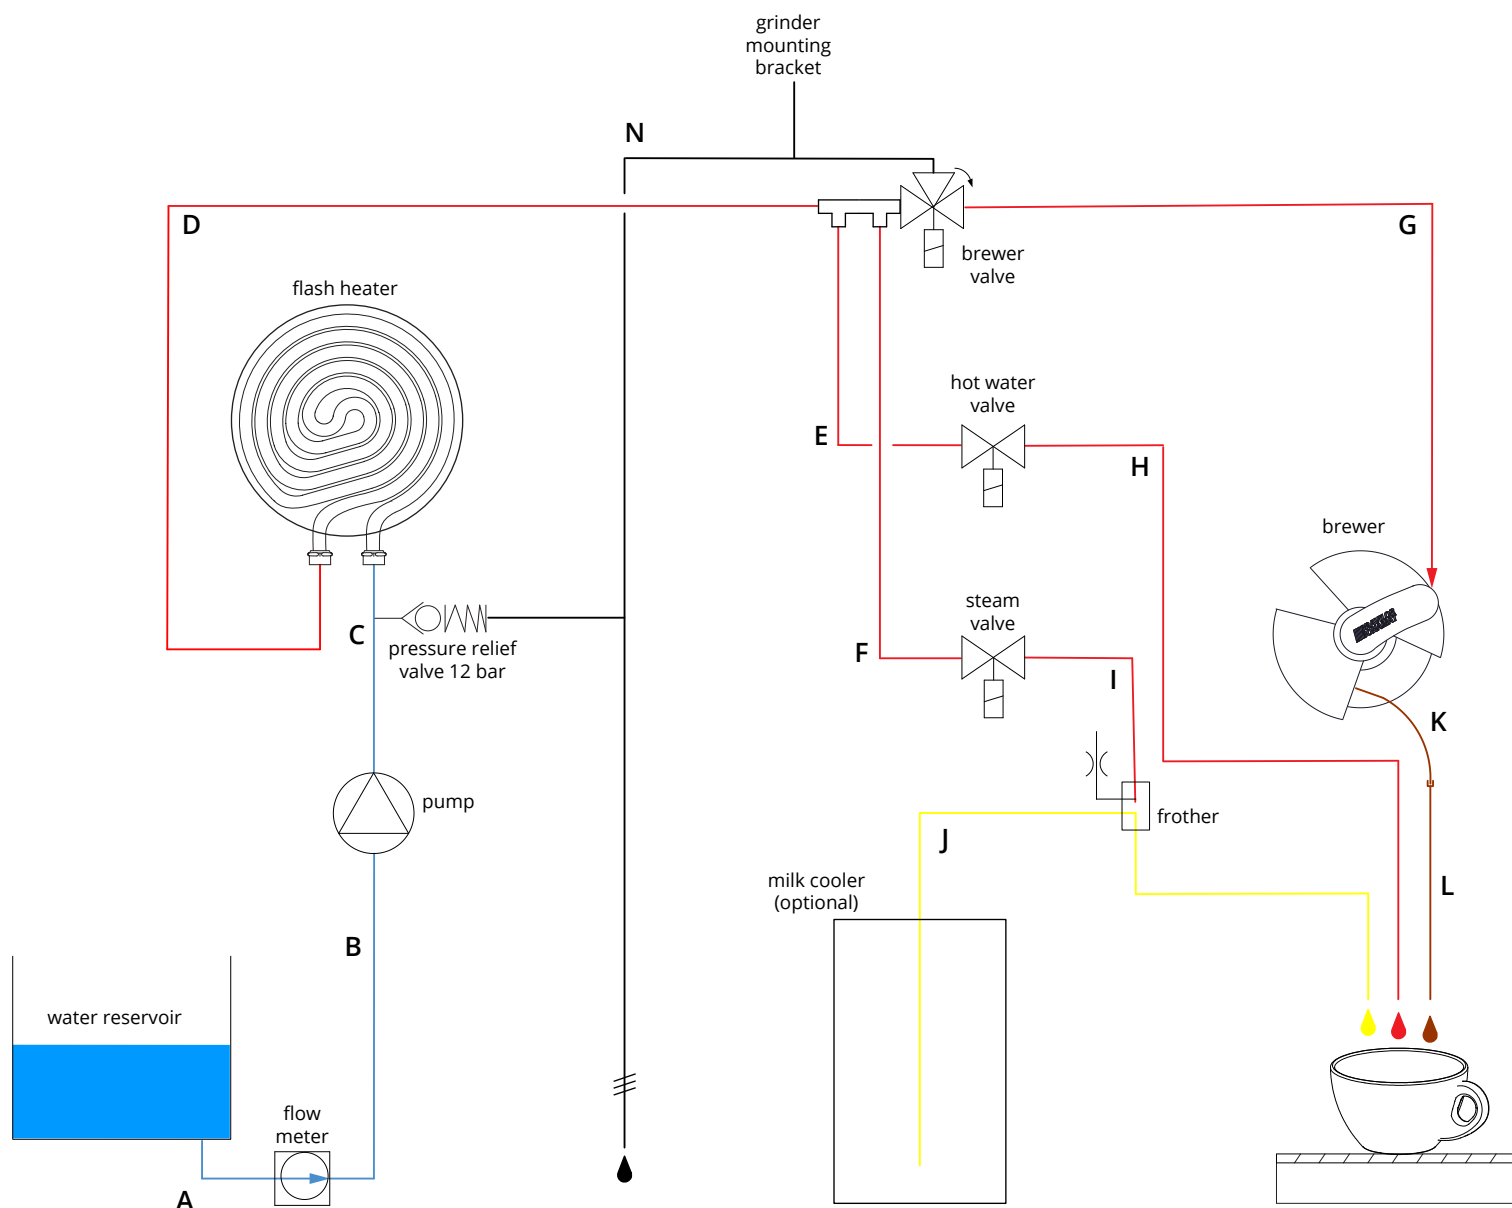 grinder
mounting
bracket
N
D
G
brewer
valve
flash heater
hot water
valve
E
H
brewer
steam
valve
C
pressure relief
valve 12 bar
F
I
K
pump
frother
J
milk cooler
(optional)
L
B
water reservoir
flow
meter
A